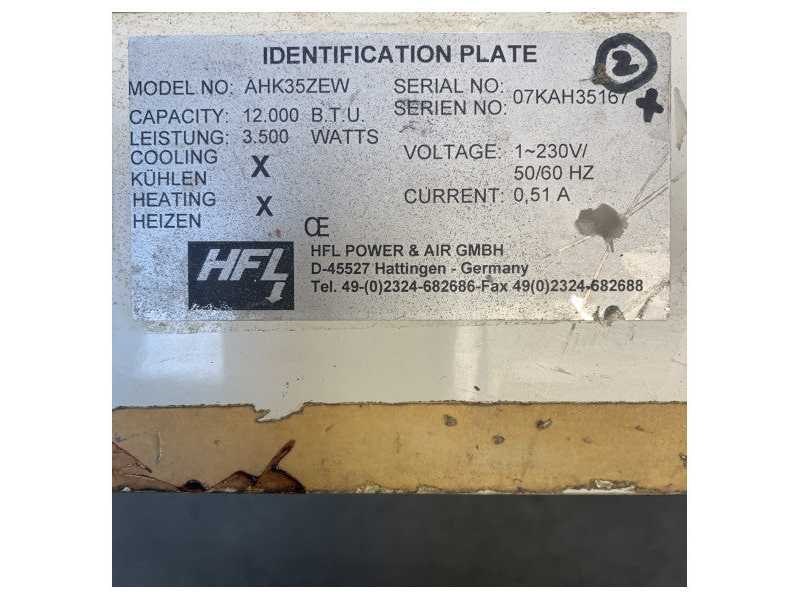 IDENTIFICATION PLATE
2
MODEL NO: AHK35ZEW
SERIAL NO:
SERIEN NO: 07KAH35167 +
CAPACITY: 12.000 B.T.U.
LEISTUNG: 3.500 WATTS
COOLING
KÜHLEN X
HEATING
HEIZEN X
VOLTAGE: 1~230V/
50/60 HZ
CURRENT: 0,51 A
CE
HFL
HFL POWER & AIR GMBH
D-45527 Hattingen - Germany
Tel. 49-(0)2324-682686-Fax 49(0)2324-682688